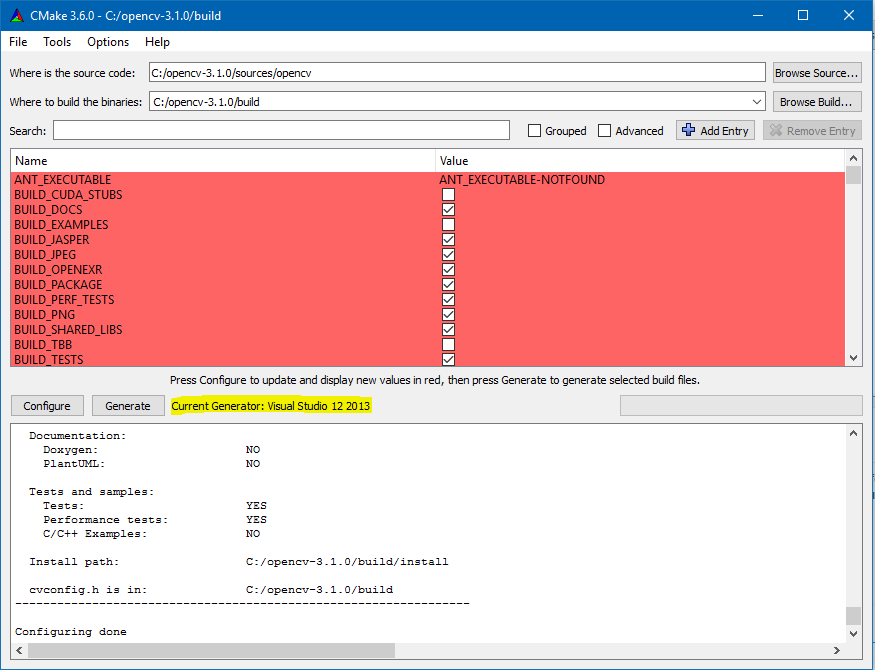 CMake 3.6.0 - C:/opencv-3.1.0/build
File Tools Options Help
Where is the source code: C:/opencv-3.1.0/sources/opencv Browse Source...
Where to build the binaries: C:/opencv-3.1.0/build Browse Build...
Search: Grouped Advanced Add Entry Remove Entry
Name Value
ANT_EXECUTABLE ANT_EXECUTABLE-NOTFOUND
BUILD_CUDA_STUBS
BUILD_DOCS
BUILD_EXAMPLES
BUILD_JASPER
BUILD_JPEG
BUILD_OPENEXR
BUILD_PACKAGE
BUILD_PERF_TESTS
BUILD_PNG
BUILD_SHARED_LIBS
BUILD_TBB
BUILD_TESTS
Press Configure to update and display new values in red, then press Generate to generate selected build files.
Configure Generate Current Generator: Visual Studio 12 2013
Documentation:
Doxygen: NO
PlantUML: NO
Tests and samples:
Tests: YES
Performance tests: YES
C/C++ Examples: NO
Install path: C:/opencv-3.1.0/build/install
cvconfig.h is in: C:/opencv-3.1.0/build
-----------------------------------------------------------------
Configuring done